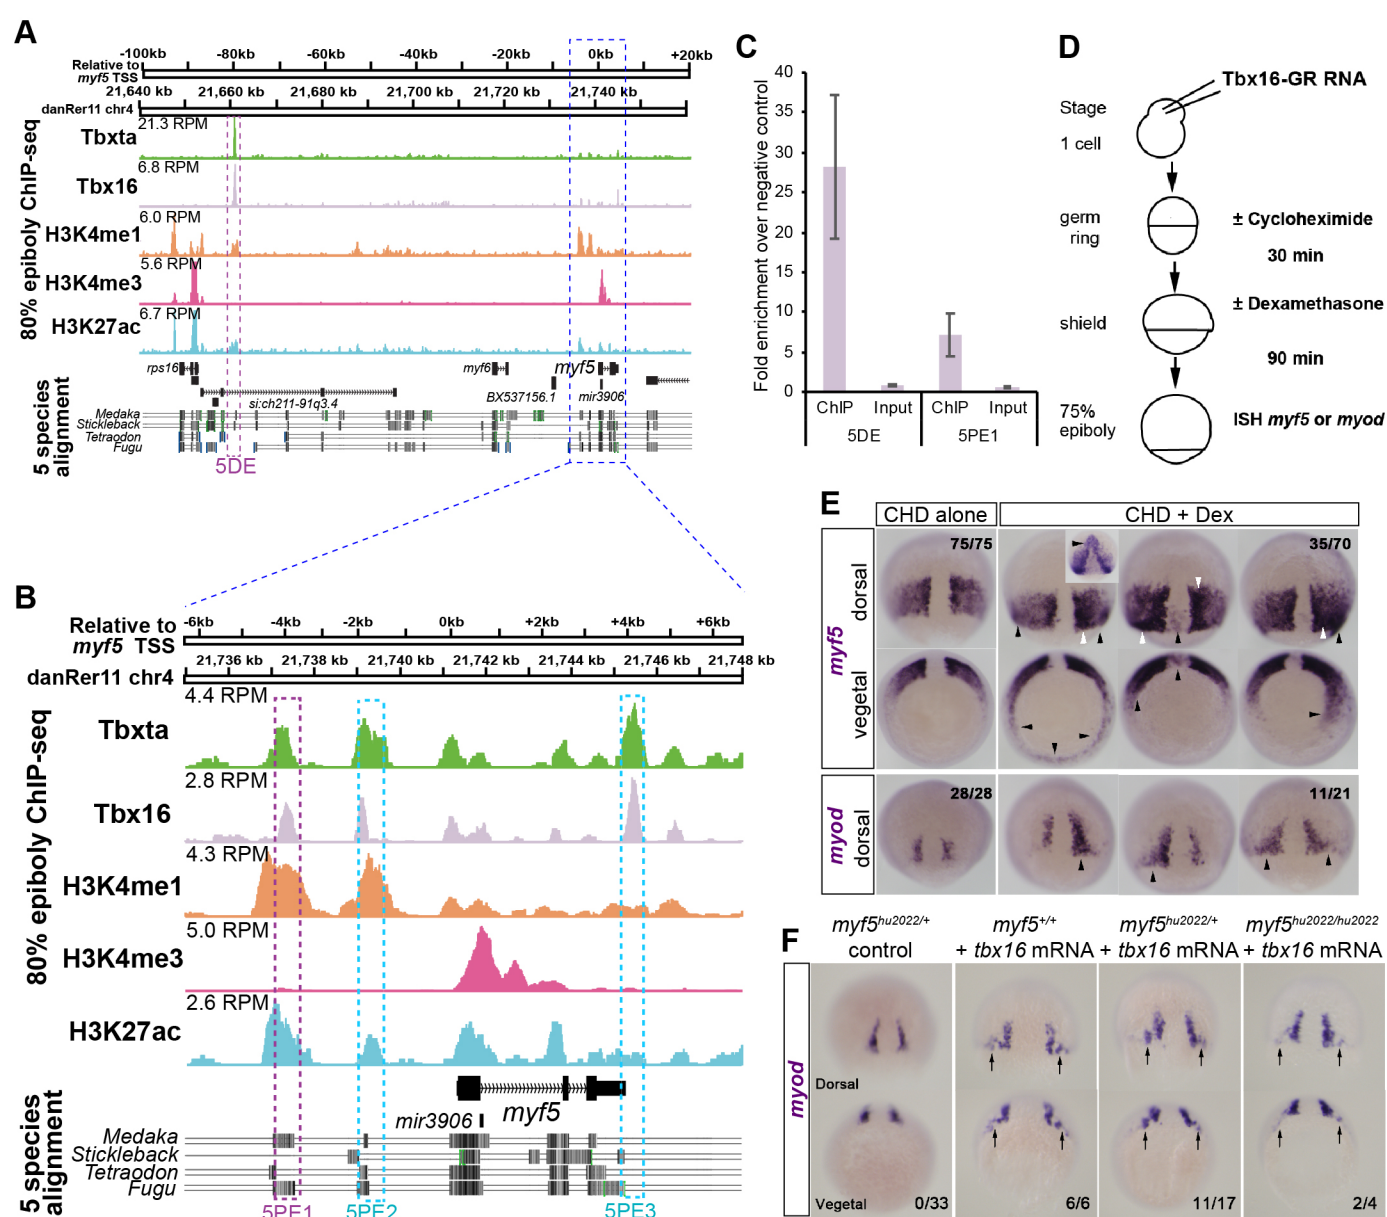 A
-100kb -80kb -60kb -40kb -20kb 0kb +20kb
Relative to
myf5 TSS
21,640 kb 21,660 kb 21,680 kb 21,700 kb 21,720 kb 21,740 kb
danRer11 chr4
80% epiboly ChIP-seq
21.3 RPM
Tbxta
6.8 RPM
Tbx16
6.0 RPM
H3K4me1
5.6 RPM
H3K4me3
6.7 RPM
H3K27ac
rps16 myf6 myf5
si:ch211-91q3.4 BX537156.1 mir3906
5 species
alignment
Medaka
Stickleback
Tetraodon
Fugu
5DE
B
-6kb -4kb -2kb 0kb +2kb +4kb +6kb
Relative to
myf5 TSS
21,736 kb 21,738 kb 21,740 kb 21,742 kb 21,744 kb 21,746 kb 21,748 kb
danRer11 chr4
80% epiboly ChIP-seq
4.4 RPM
Tbxta
2.8 RPM
Tbx16
4.3 RPM
H3K4me1
5.0 RPM
H3K4me3
2.6 RPM
H3K27ac
mir3906 myf5
5 species
alignment
Medaka
Stickleback
Tetraodon
Fugu
5PE1 5PE2 5PE3
C
Fold enrichment over negative control
40
35
30
25
20
15
10
5
0
ChIP Input ChIP Input
5DE 5PE1
D
Tbx16-GR RNA
Stage
1 cell
germ
ring
± Cycloheximide
30 min
± Dexamethasone
shield
90 min
75%
epiboly
ISH myf5 or myod
E
CHD alone CHD + Dex
myf5
dorsal
75/75 35/70
vegetal
myod
dorsal
28/28 11/21
F
myf5hu2022/+ myf5+/+ myf5hu2022/+ myf5hu2022/hu2022
control + tbx16 mRNA + tbx16 mRNA + tbx16 mRNA
myod
Dorsal
Vegetal 0/33 6/6 11/17 2/4